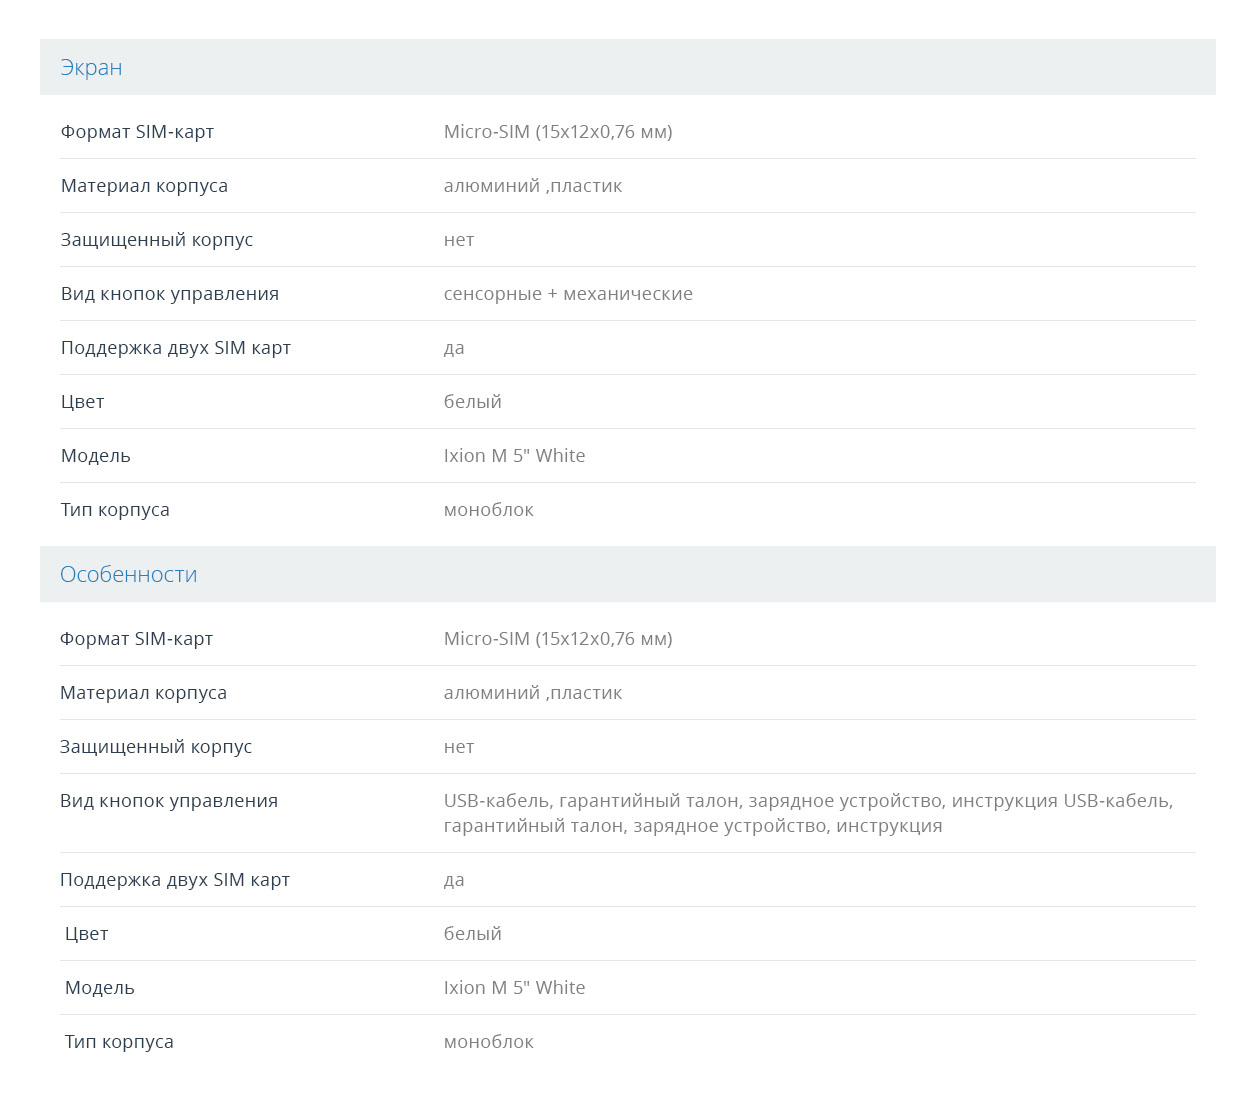 Экран
Формат SIM-карт Micro-SIM (15x12x0,76 мм)
Материал корпуса алюминий ,пластик
Защищенный корпус нет
Вид кнопок управления сенсорные + механические
Поддержка двух SIM карт да
Цвет белый
Модель Ixion M 5" White
Тип корпуса моноблок
Особенности
Формат SIM-карт Micro-SIM (15x12x0,76 мм)
Материал корпуса алюминий ,пластик
Защищенный корпус нет
Вид кнопок управления USB-кабель, гарантийный талон, зарядное устройство, инструкция USB-кабель,
гарантийный талон, зарядное устройство, инструкция
Поддержка двух SIM карт да
Цвет белый
Модель Ixion M 5" White
Тип корпуса моноблок